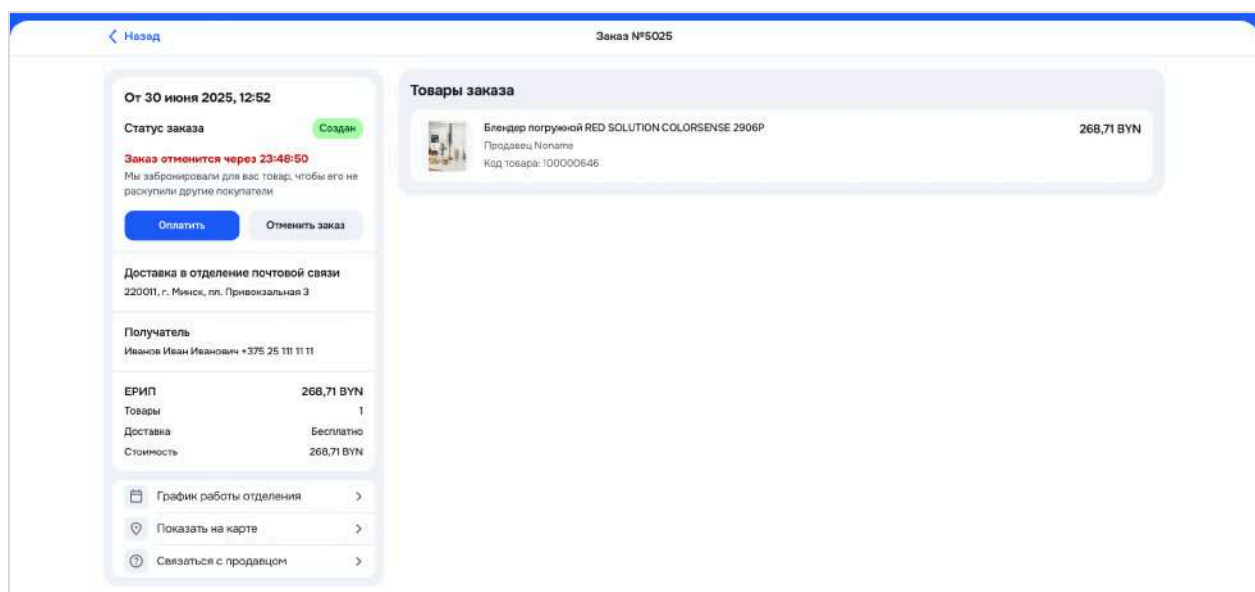 Назад
Заказ №5025
От 30 июня 2025, 12:52
Статус заказа
Создан
Заказ отменится через 23:48:50
Мы забронировали для вас товар, чтобы его не
раскупили другие покупатели
Оплатить
Отменить заказ
Доставка в отделение почтовой связи
220011, г. Минск, пл. Привокзальная 3
Получатель
Иванов Иван Иванович +375 25 111 11 11
ЕРИП 268,71 BYN
Товары 1
Доставка Бесплатно
Стоимость 268,71 BYN
График работы отделения
Показать на карте
Связаться с продавцом
Товары заказа
Блендер погружной RED SOLUTION COLORSENSE 2906P
268,71 BYN
Продавец Noname
Код товара: 100000646